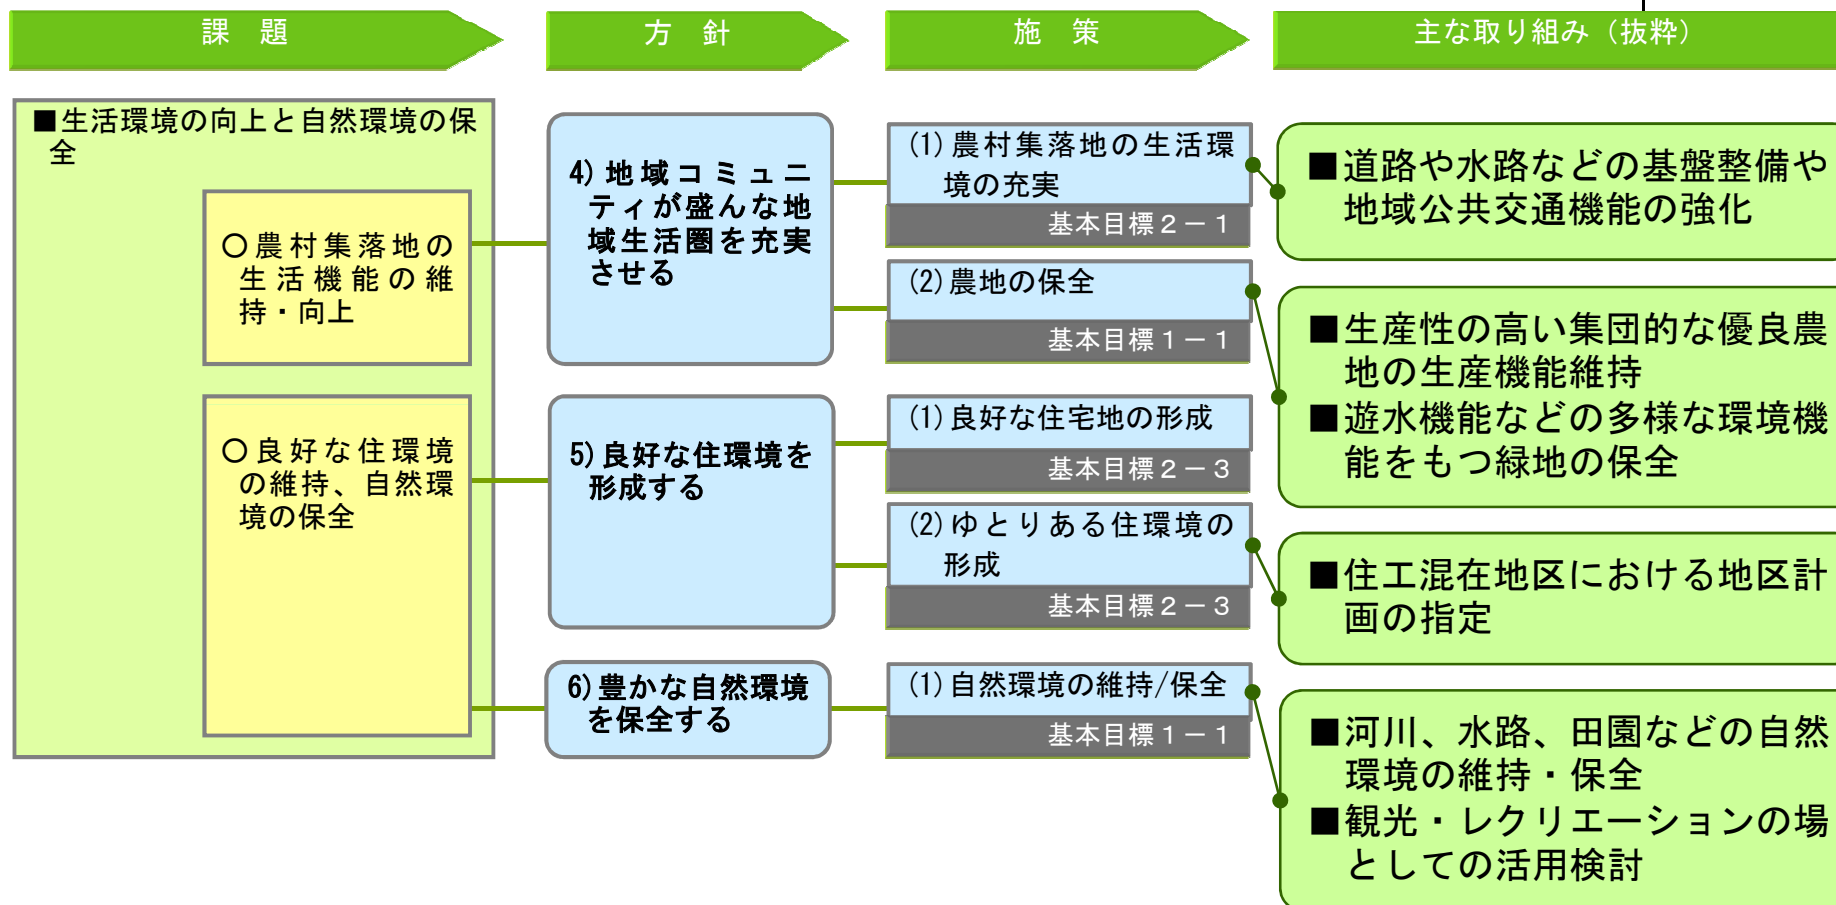 課題
方針
施策
主な取り組み（抜粋）
■生活環境の向上と自然環境の保
全
〇農村集落地の
生活機能の維
持・向上
〇良好な住環境
の維持、自然環
境の保全
4)地域コミュニ
ティが盛んな地
域生活圏を充実
させる
5)良好な住環境を
形成する
6)豊かな自然環境
を保全する
(1)農村集落地の生活環
境の充実
基本目標２－１
(2)農地の保全
基本目標１－１
(1)良好な住宅地の形成
基本目標２－３
(2)ゆとりある住環境の
形成
基本目標２－３
(1)自然環境の維持/保全
基本目標１－１
■道路や水路などの基盤整備や
地域公共交通機能の強化
■生産性の高い集団的な優良農
地の生産機能維持
■遊水機能などの多様な環境機
能をもつ緑地の保全
■住工混在地区における地区計
画の指定
■河川、水路、田園などの自然
環境の維持・保全
■観光・レクリエーションの場
としての活用検討